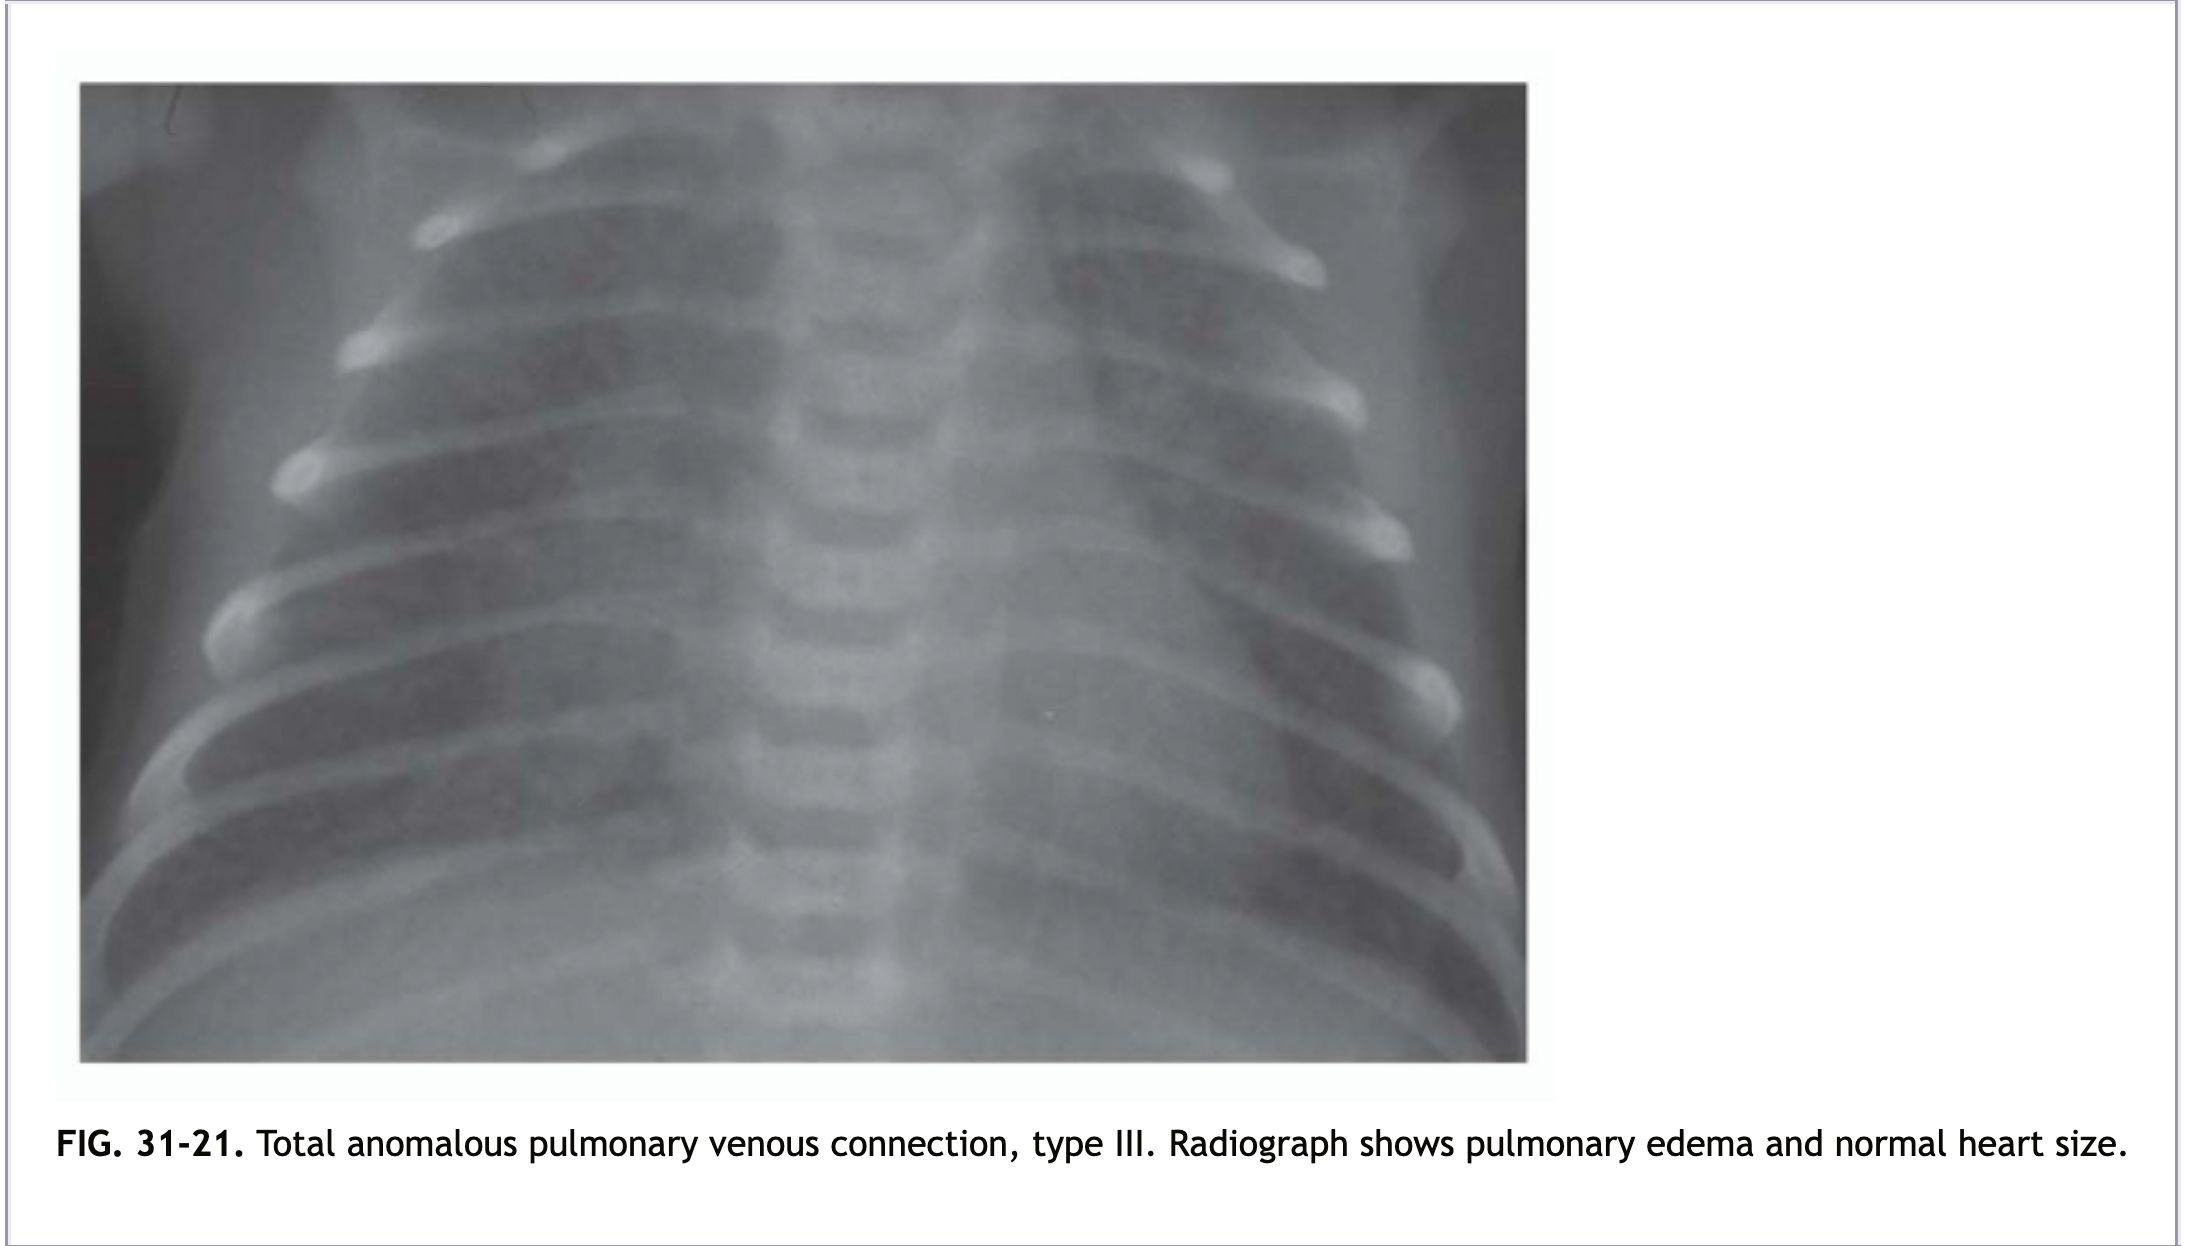 FIG. 31-21. Total anomalous pulmonary venous connection, type III. Radiograph shows pulmonary edema and normal heart size.